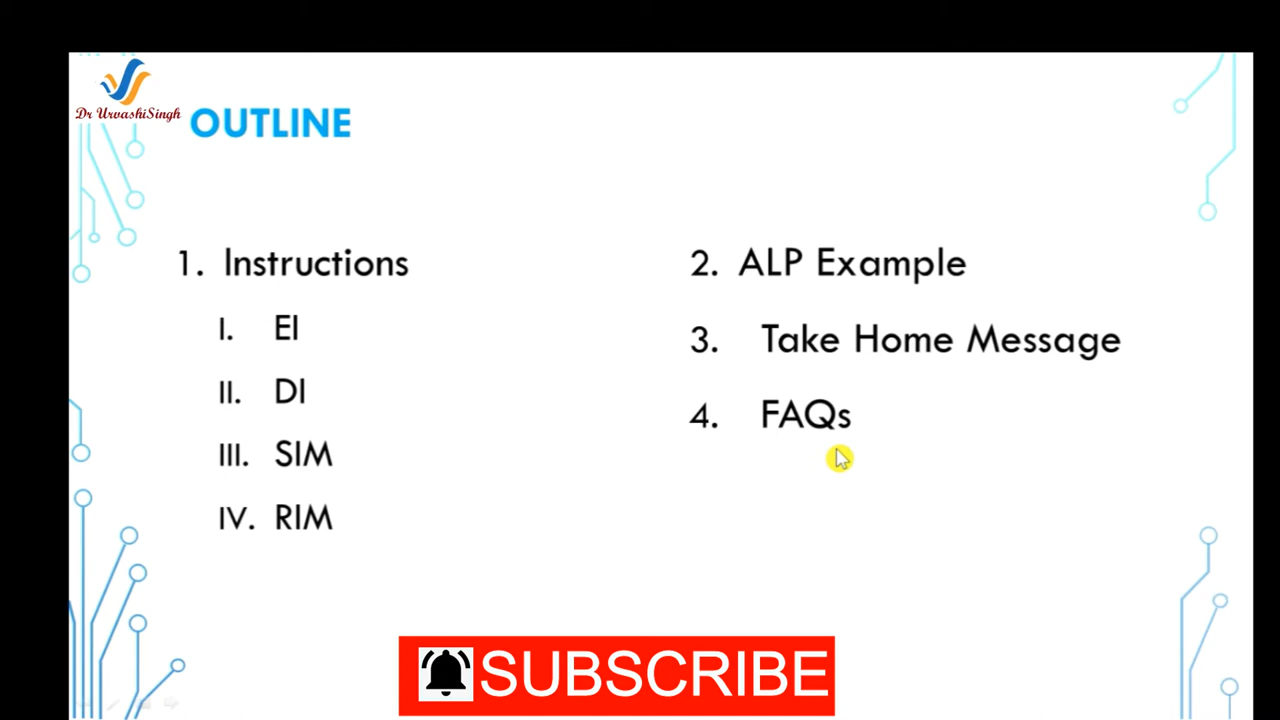 Dr UrvashiSingh
OUTLINE
1. Instructions
I. EI
II. DI
III. SIM
IV. RIM
2. ALP Example
3. Take Home Message
4. FAQs
SUBSCRIBE